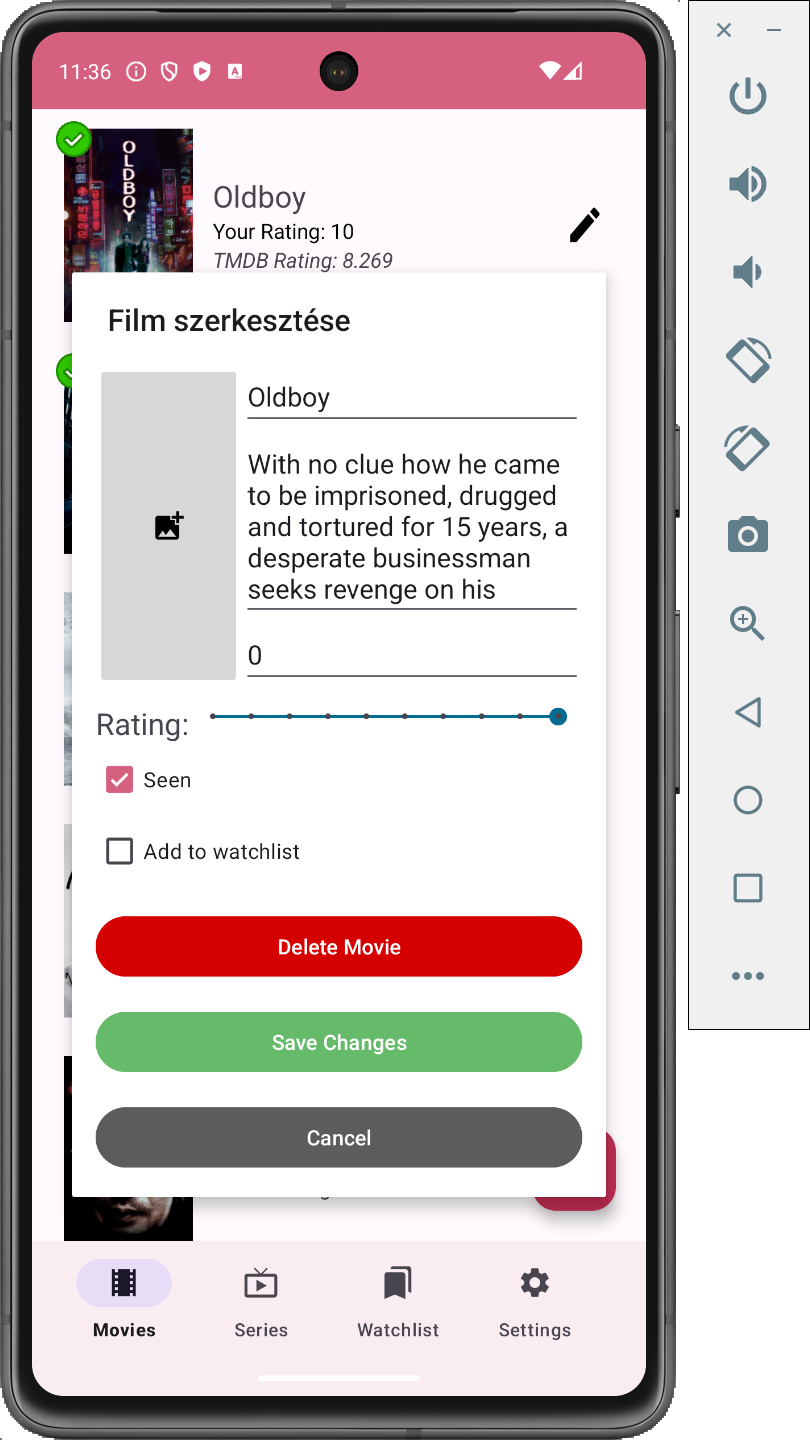 11:36
A
OLDBOY
Oldboy
Your Rating: 10
TMDB Rating: 8.269
Film szerkesztése
Oldboy
With no clue how he came
to be imprisoned, drugged
and tortured for 15 years, a
desperate businessman
seeks revenge on his
0
Rating:
Seen
Add to watchlist
Delete Movie
Save Changes
Cancel
Movies
Series
Watchlist
Settings